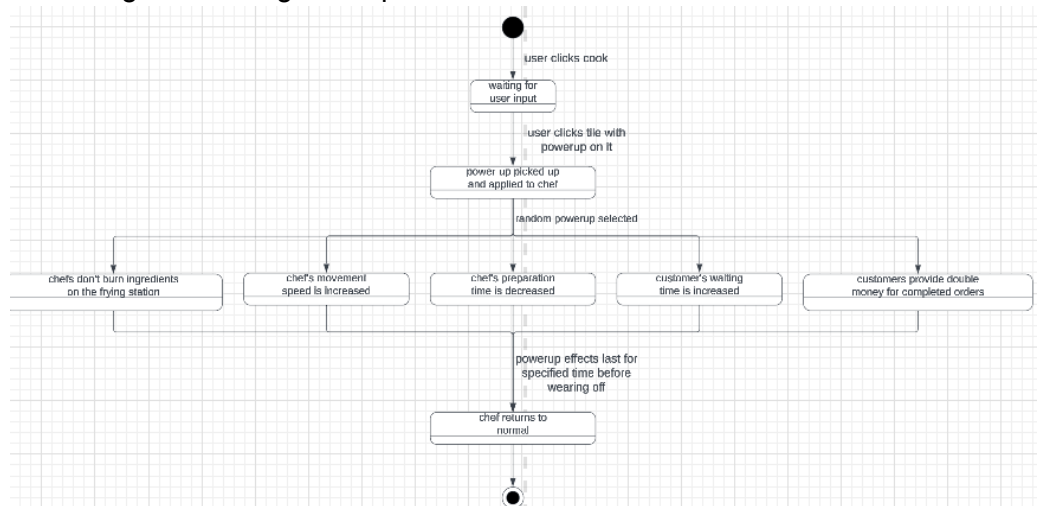 user clicks cook
waiting for
user input
user clicks tile with
powerup on it
power up picked up
and applied to chef
random powerup selected
chefs don't burn ingredients
on the frying station
chef's movement
speed is increased
chef's preparation
time is decreased
customer's waiting
time is increased
customers provide double
money for completed orders
powerup effects last for
specified time before
wearing off
chef returns to
normal